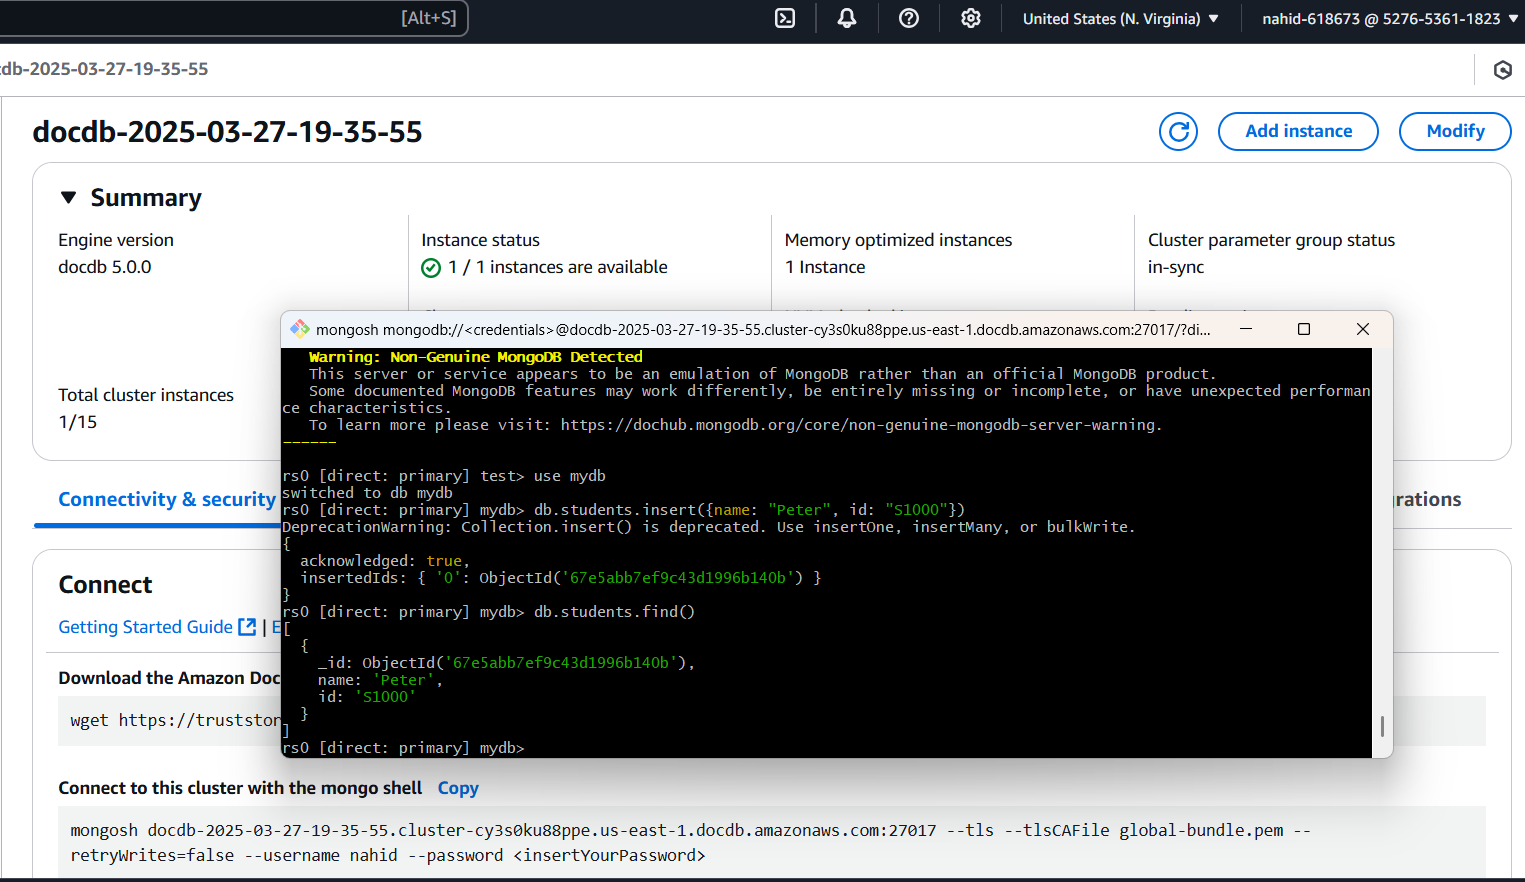 [Alt+S]
United States (N. Virginia) ▼
nahid-618673 @ 5276-5361-1823 ▼
db-2025-03-27-19-35-55
docdb-2025-03-27-19-35-55
Add instance
Modify
▼ Summary
Engine version
docdb 5.0.0
Instance status
1 / 1 instances are available
Memory optimized instances
1 Instance
Cluster parameter group status
in-sync
Total cluster instances
1/15
mongosh mongodb://<credentials>@docdb-2025-03-27-19-35-55.cluster-cy3s0ku88ppe.us-east-1.docdb.amazonaws.com:27017/?di...
Warning: Non-Genuine MongoDB Detected
This server or service appears to be an emulation of MongoDB rather than an official MongoDB product.
Some documented MongoDB features may work differently, be entirely missing or incomplete, or have unexpected performan
ce characteristics.
To learn more please visit: https://dochub.mongodb.org/core/non-genuine-mongodb-server-warning.
------
rs0 [direct: primary] test> use mydb
switched to db mydb
rs0 [direct: primary] mydb> db.students.insert({name: "Peter", id: "S1000"})
DeprecationWarning: Collection.insert() is deprecated. Use insertOne, insertMany, or bulkWrite.
{
acknowledged: true,
insertedIds: { '0': ObjectId('67e5abb7ef9c43d1996b140b') }
}
rs0 [direct: primary] mydb> db.students.find()
[
{
_id: ObjectId('67e5abb7ef9c43d1996b140b'),
name: 'Peter',
id: 'S1000'
}
]
rs0 [direct: primary] mydb>
Connectivity & security
rations
Connect
Getting Started Guide | E
Download the Amazon Doc
wget https://truststor
Connect to this cluster with the mongo shell Copy
mongosh docdb-2025-03-27-19-35-55.cluster-cy3s0ku88ppe.us-east-1.docdb.amazonaws.com:27017 --tls --tlsCAFile global-bundle.pem --
retryWrites=false --username nahid --password <insertYourPassword>